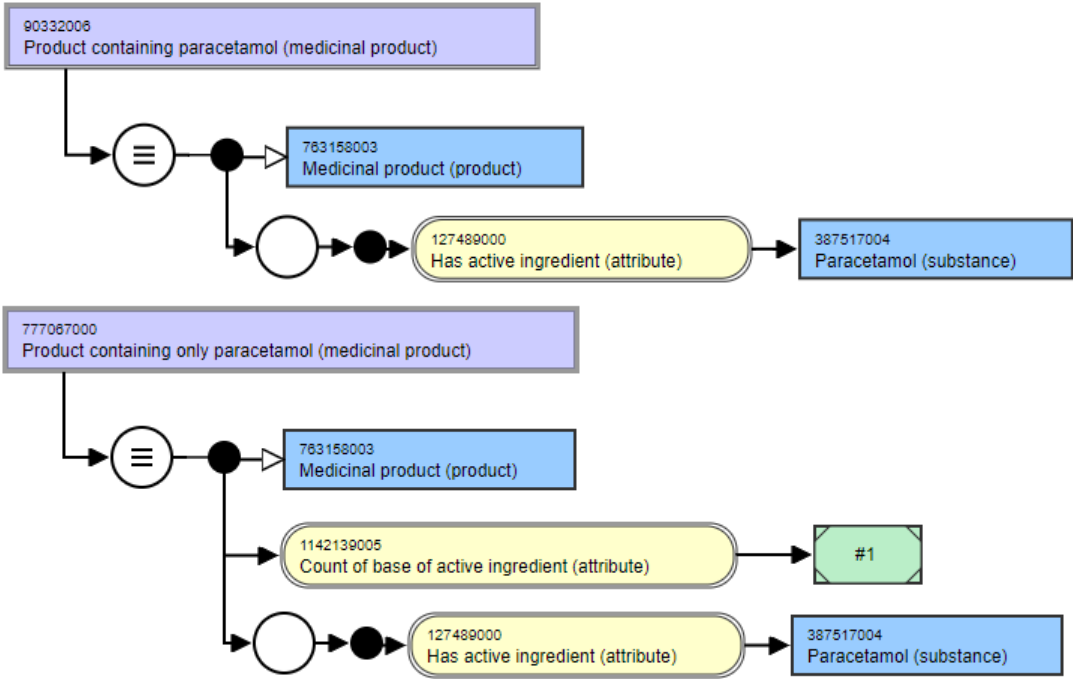 90332006
Product containing paracetamol (medicinal product)
763158003
Medicinal product (product)
127489000
Has active ingredient (attribute)
387517004
Paracetamol (substance)
777067000
Product containing only paracetamol (medicinal product)
763158003
Medicinal product (product)
1142139005
Count of base of active ingredient (attribute)
#1
127489000
Has active ingredient (attribute)
387517004
Paracetamol (substance)